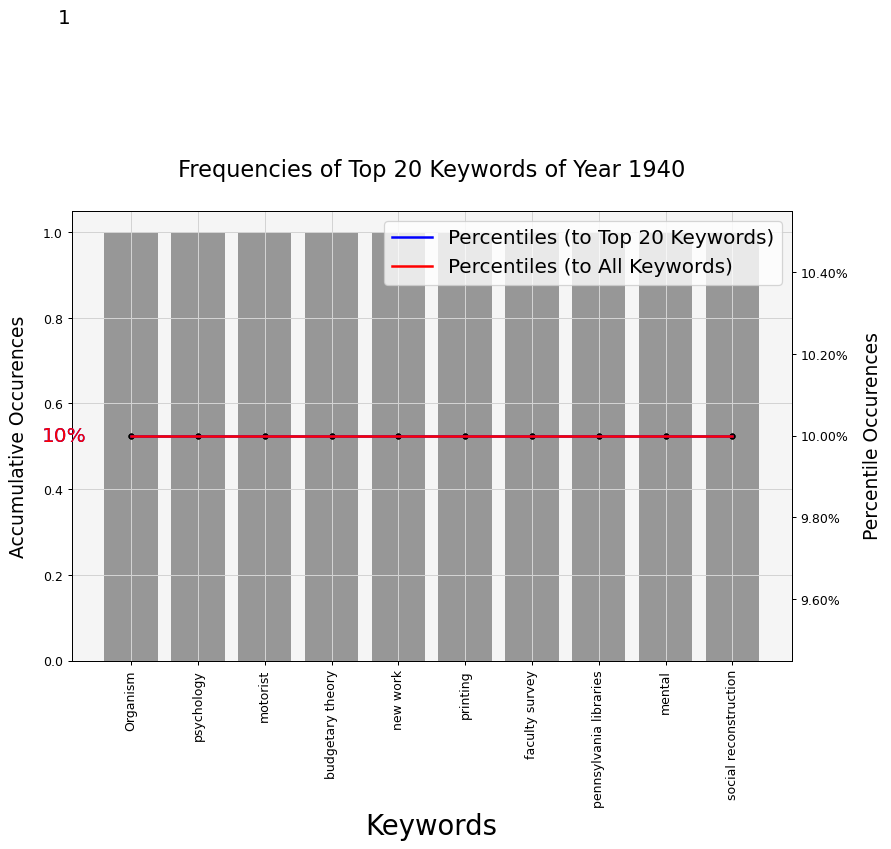 1
Frequencies of Top 20 Keywords of Year 1940
Percentiles (to Top 20 Keywords)
Percentiles (to All Keywords)
Accumulative Occurences
1.0
0.8
0.6
0.4
0.2
0.0
10%
10.40%
10.20%
10.00%
9.80%
9.60%
Percentile Occurences
Organism
psychology
motorist
budgetary theory
new work
printing
faculty survey
pennsylvania libraries
mental
social reconstruction
Keywords